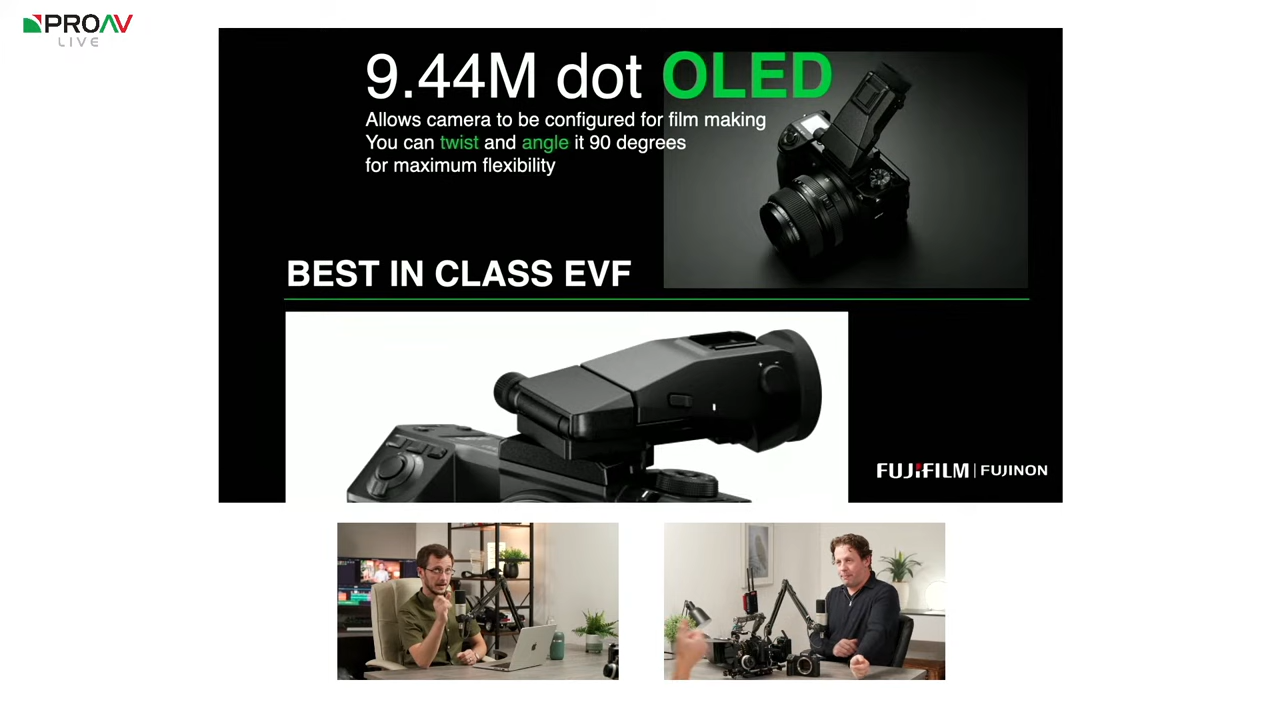 PROAV
LIVE
9.44M dot OLED
Allows camera to be configured for film making
You can twist and angle it 90 degrees
for maximum flexibility
BEST IN CLASS EVF
FUJIFILM | FUJINON